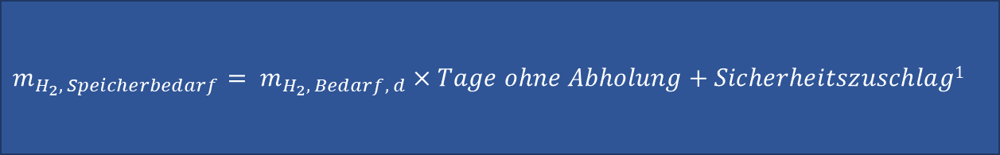 m_{H_2, Speicherbedarf} = m_{H_2, Bedarf, d} × Tage ohne Abholung + Sicherheitszuschlag^1